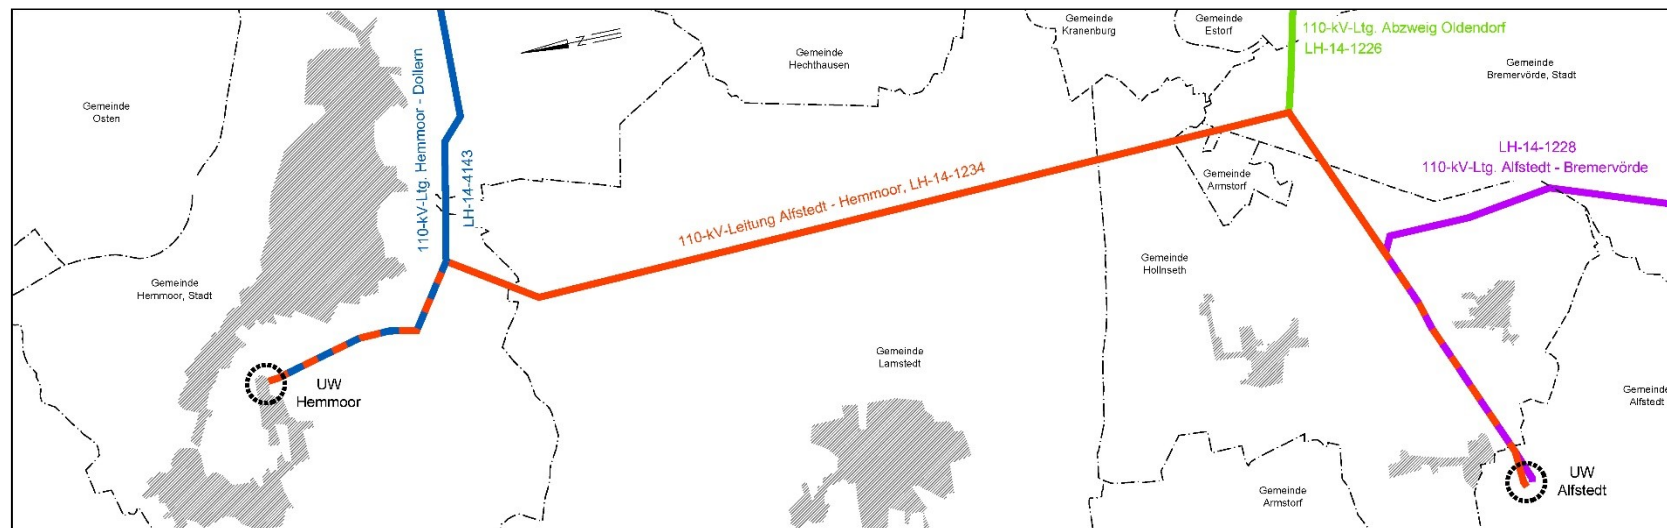 Gemeinde
Osten
Gemeinde
Hemmoor, Stadt
UW
Hemmoor
110-kV-Ltg. Hemmoor - Dollern
LH-14-4143
Z
Gemeinde
Hechthausen
Gemeinde
Kranenburg
Gemeinde
Estorf
110-kV-Ltg. Abzweig Oldendorf
LH-14-1226
Gemeinde
Bremervörde, Stadt
110-kV-Leitung Alfstedt - Hemmoor, LH-14-1234
Gemeinde
Armstorf
LH-14-1228
110-kV-Ltg. Alfstedt - Bremervörde
Gemeinde
Hollnseth
Gemeinde
Lamstedt
Gemeinde
Alfstedt
Gemeinde
Armstorf
UW
Alfstedt